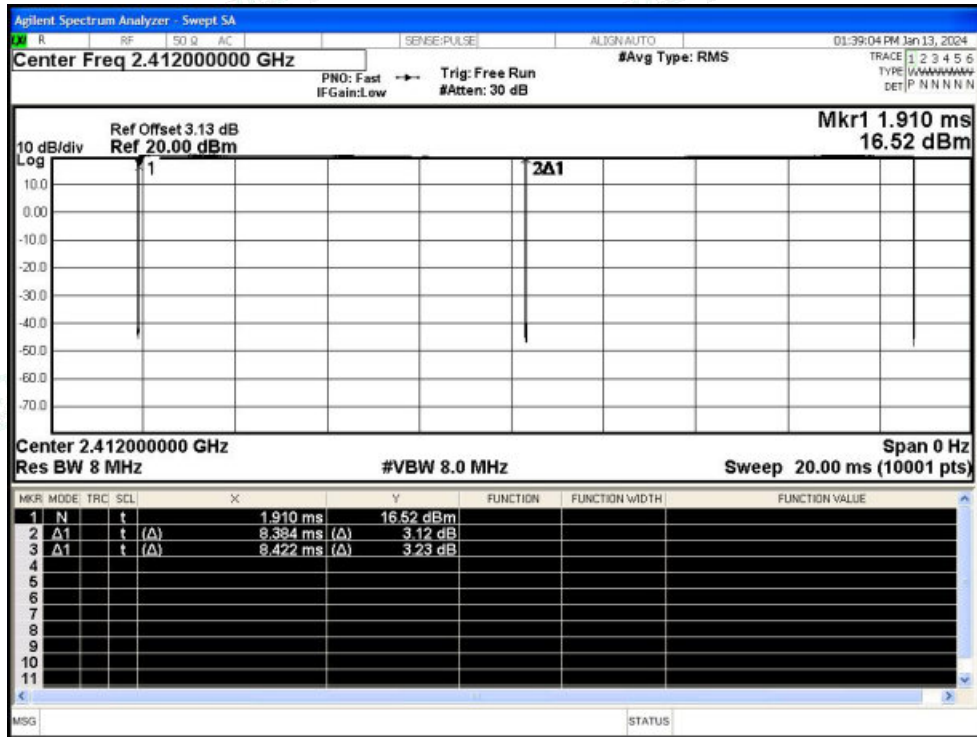 Agilent Spectrum Analyzer - Swept SA
R RF 50 Ω AC SENSE:PULSE ALIGN AUTO 01:39:04 PM Jan 13, 2024
Center Freq 2.412000000 GHz #Avg Type: RMS TRACE 1 2 3 4 5 6
PNO: Fast Trig: Free Run TYPE
IFGain:Low #Atten: 30 dB DET P N N N N N
Mkr1 1.910 ms
Ref Offset 3.13 dB
10 dB/div Ref 20.00 dBm 16.52 dBm
Log
1 2Δ1
10.0
0.00
-10.0
-20.0
-30.0
-40.0
-50.0
-60.0
-70.0
Center 2.412000000 GHz Span 0 Hz
Res BW 8 MHz #VBW 8.0 MHz Sweep 20.00 ms (10001 pts)
MKR MODE TRC SCL X Y FUNCTION FUNCTION WIDTH FUNCTION VALUE
1 N t 1.910 ms 16.52 dBm
2 Δ1 t (Δ) 8.384 ms (Δ) 3.12 dB
3 Δ1 t (Δ) 8.422 ms (Δ) 3.23 dB
4
5
6
7
8
9
10
11
MSG STATUS